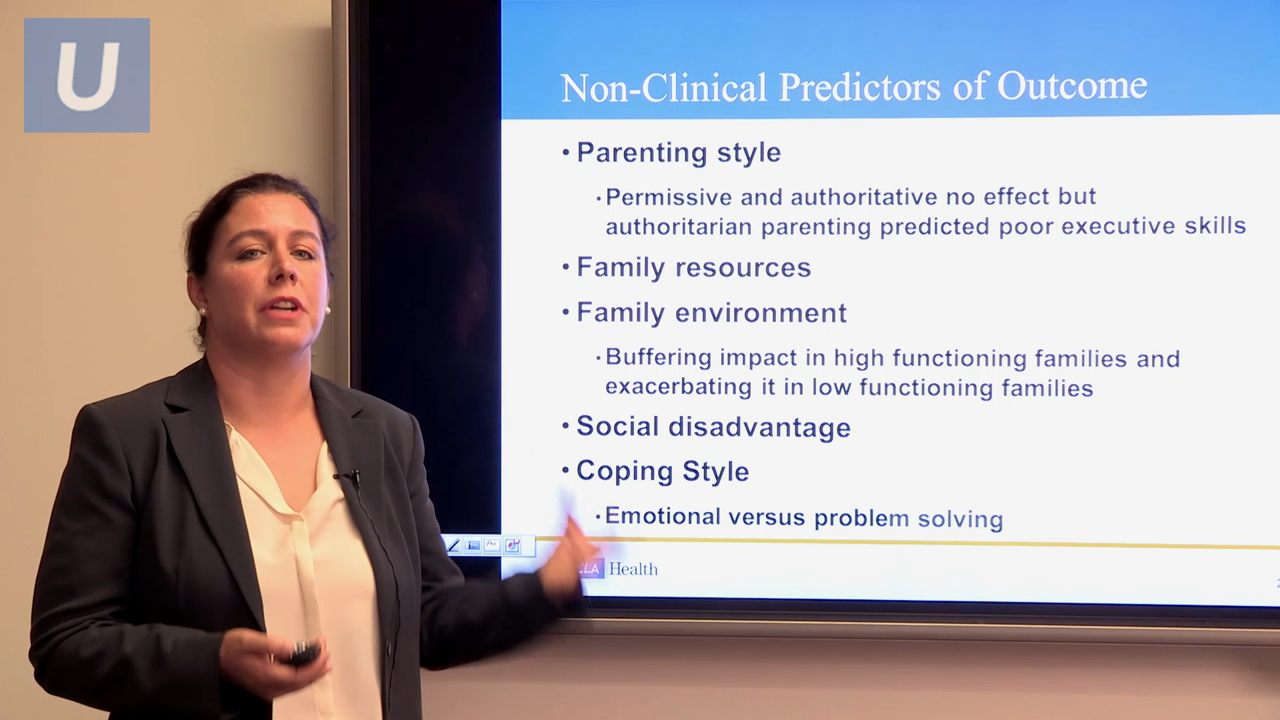 U
Non-Clinical Predictors of Outcome
• Parenting style
• Permissive and authoritative no effect but
authoritarian parenting predicted poor executive skills
• Family resources
• Family environment
• Buffering impact in high functioning families and
exacerbating it in low functioning families
• Social disadvantage
• Coping Style
• Emotional versus problem solving
Health